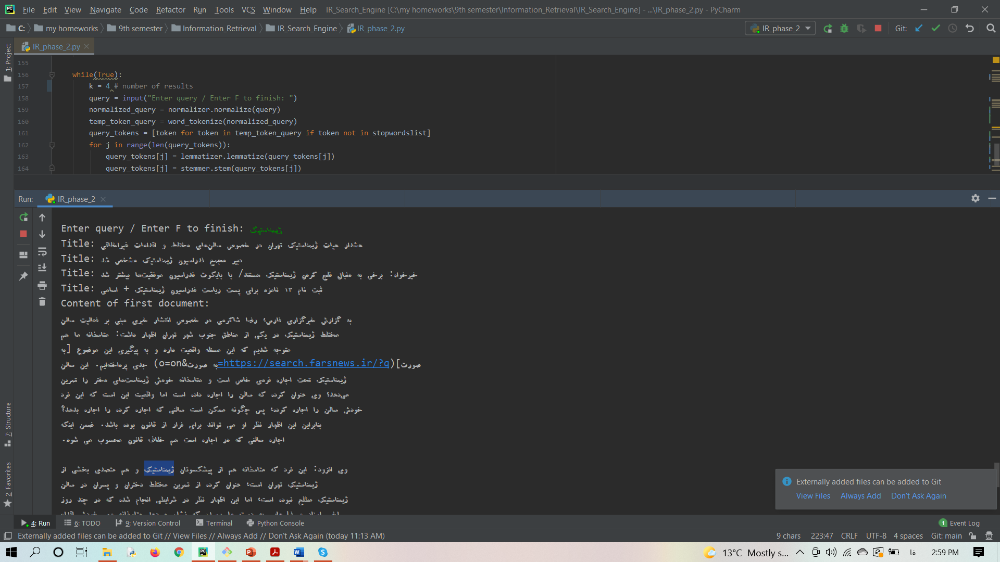 File Edit View Navigate Code Refactor Run Tools VCS Window Help IR_Search_Engine [C:\my homeworks\9th semester\Information_Retrieval\IR_Search_Engine] - ...\IR_phase_2.py - PyCharm
C: my homeworks 9th semester Information_Retrieval IR_Search_Engine IR_phase_2.py IR_phase_2 Git:
1: Project
IR_phase_2.py
155
156 while(True):
157 k = 4 # number of results
158 query = input("Enter query / Enter F to finish: ")
159 normalized_query = normalizer.normalize(query)
160 temp_token_query = word_tokenize(normalized_query)
161 query_tokens = [token for token in temp_token_query if token not in stopwordslist]
162 for j in range(len(query_tokens)):
163 query_tokens[j] = lemmatizer.lemmatize(query_tokens[j])
164 query_tokens[j] = stemmer.stem(query_tokens[j])
Run: IR_phase_2
Enter query / Enter F to finish: ژیمناستیک
Title: هشدار هیات ژیمناستیک تهران در خصوص سالن‌های مختلط و اقدامات غیراخلاقی
Title: دبیر مجمع فدراسیون ژیمناستیک مشخص شد
Title: خیرخواه: برخی به دنبال فلج کردن ژیمناستیک هستند/ با بایکوت فدراسیون موفقیت‌ها بیشتر شد
Title: ثبت نام ۱۳ نامزد برای پست ریاست فدراسیون ژیمناستیک + اسامی
Content of first document:
به گزارش خبرگزاری فارس؛ رضا شاکرمی در خصوص انتشار خبری مبنی بر فعالیت سالن
مختلط ژیمناستیک در یکی از مناطق جنوب شهر تهران اظهار داشت: متاسفانه ما هم
متوجه شدیم که این مسئله واقعیت دارد و به پیگیری این موضوع [به
صورت](https://search.farsnews.ir/?q=به صورت&o=on) جدی پرداخته‌ایم. این سالن
ژیمناستیک تحت اجاره فردی خاص است و متاسفانه خودش ژیمناست‌های دختر را تمرین
می‌دهد؛ وی عنوان کرده که سالن را اجاره داده است اما واقعیت این است که این فرد
خودش سالن را اجاره کرده؛ پس چگونه ممکن است سالنی که اجاره کرده را اجاره بدهد؟
بنابراین این اظهار نظر او می تواند برای فرار از قانون بوده باشد. ضمن اینکه
اجاره سالنی که در اجاره است هم خلاف قانون محسوب می شود.
وی افزود: این فرد که متاسفانه هم از پیشکسوتان ژیمناستیک و هم متصدی بخشی از
ژیمناستیک تهران است؛ عنوان کرده از تمرین مختلط دختران و پسران در سالن
ژیمناستیک مطلع نبوده است؛ اما این اظهار نظر در شرایطی انجام شده که در چند روز
7: Structure
2: Favorites
Externally added files can be added to Git
View Files Always Add Don't Ask Again
4: Run 6: TODO 9: Version Control Terminal Python Console 1 Event Log
Externally added files can be added to Git // View Files // Always Add // Don't Ask Again (today 11:13 AM) 9 chars 223:47 CRLF UTF-8 4 spaces Git: main
13°C Mostly s... فا 2:59 PM